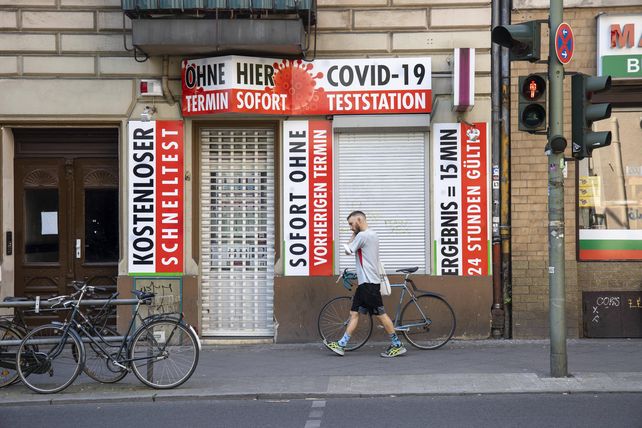 OHNE HIER COVID-19
TERMIN SOFORT TESTSTATION
KOSTENLOSER
SCHNELLTEST
SOFORT OHNE
VORHERIGEN TERMIN
ERGEBNIS = 15 MIN
24 STUNDEN GÜLTIG